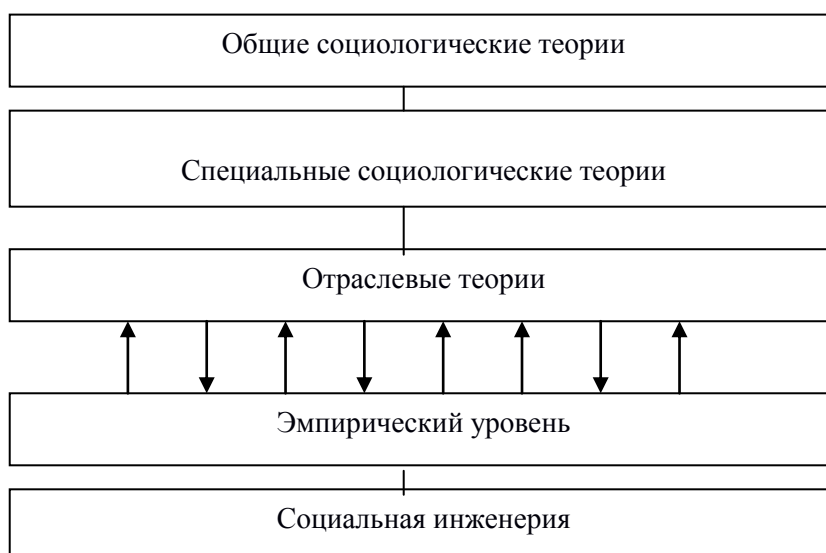 Общие социологические теории
Специальные социологические теории
Отраслевые теории
Эмпирический уровень
Социальная инженерия